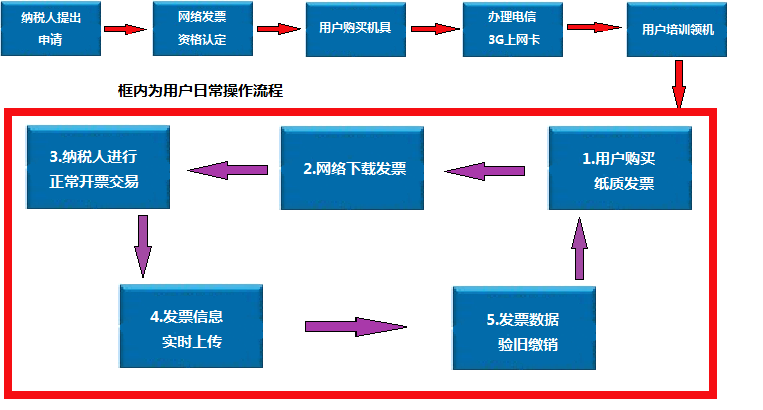 纳税人提出
申请
网络发票
资格认定
用户购买机具
办理电信
3G上网卡
用户培训领机
框内为用户日常操作流程
1.用户购买
纸质发票
2.网络下载发票
3.纳税人进行
正常开票交易
4.发票信息
实时上传
5.发票数据
验旧缴销